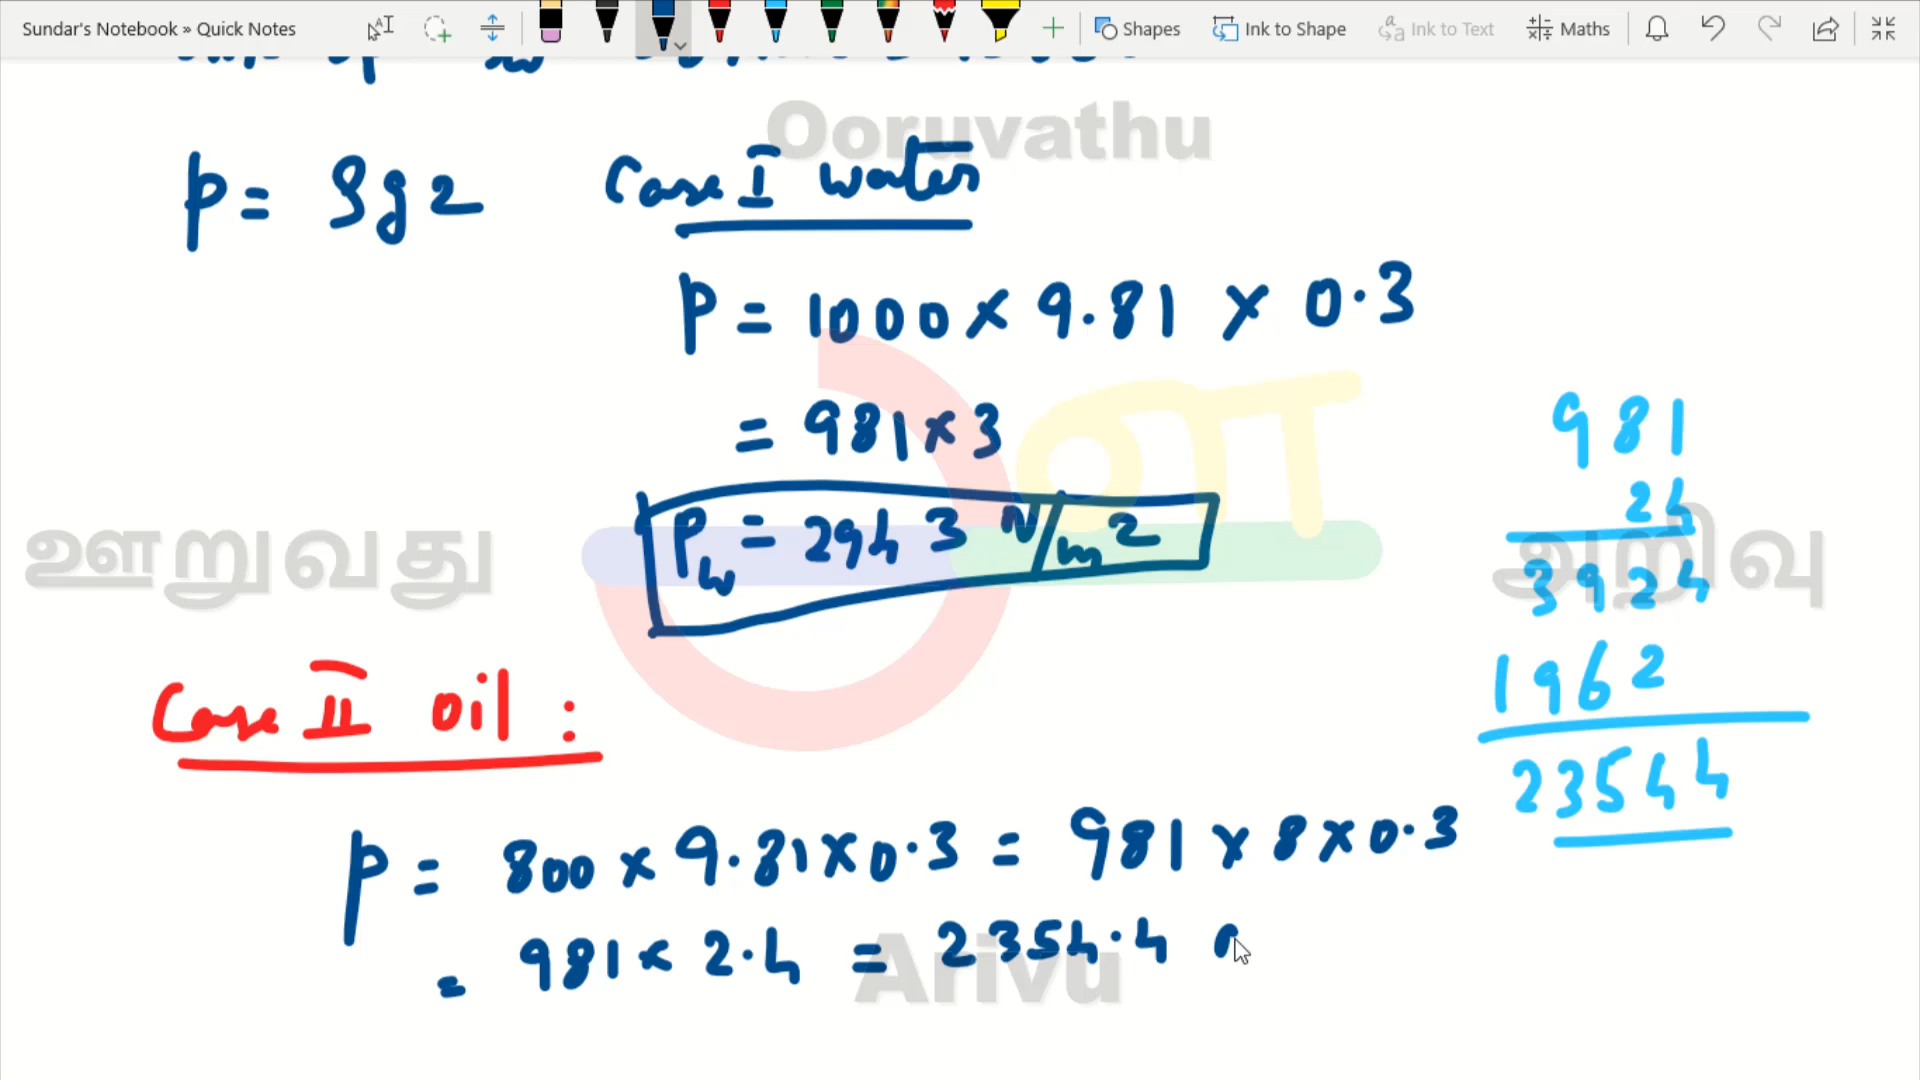 Sundar's Notebook » Quick Notes
Shapes
Ink to Shape
Ink to Text
Maths
Ooruvathu
p = ρgz
Case I water
P = 1000 × 9.81 × 0.3
= 981 × 3
Pw = 2943 N/m2
981
24
3924
1962
23544
ஊறுவது
அறிவு
ன
Case II oil :
P = 800 × 9.81 × 0.3 = 981 × 8 × 0.3
= 981 × 2.4 = 2354.4
Arivu